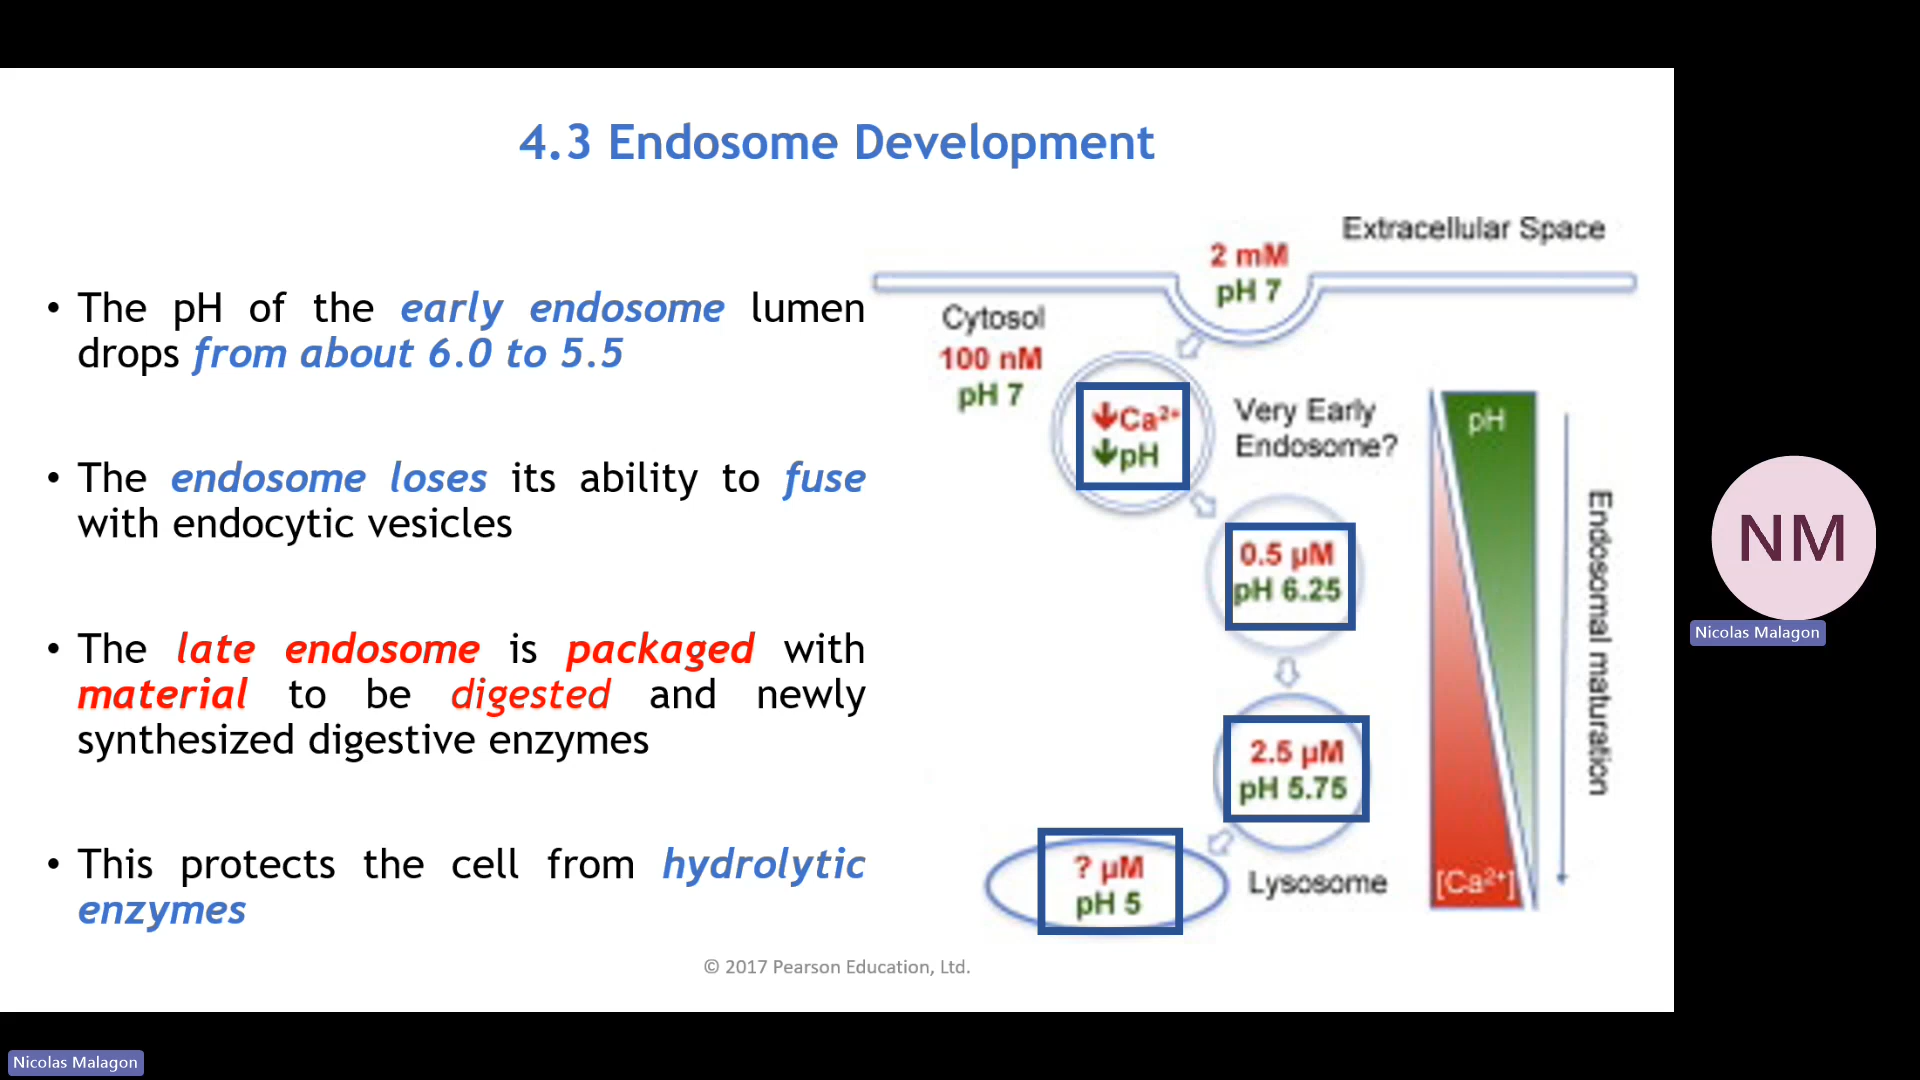 4.3 Endosome Development
• The pH of the early endosome lumen
drops from about 6.0 to 5.5
• The endosome loses its ability to fuse
with endocytic vesicles
• The late endosome is packaged with
material to be digested and newly
synthesized digestive enzymes
• This protects the cell from hydrolytic
enzymes
Extracellular Space
2 mM
pH 7
Cytosol
100 nM
pH 7
↓Ca²⁺
↓pH
Very Early
Endosome?
0.5 µM
pH 6.25
2.5 µM
pH 5.75
? µM
pH 5
Lysosome
pH
[Ca²⁺]
Endosomal maturation
© 2017 Pearson Education, Ltd.
NM
Nicolas Malagon
Nicolas Malagon